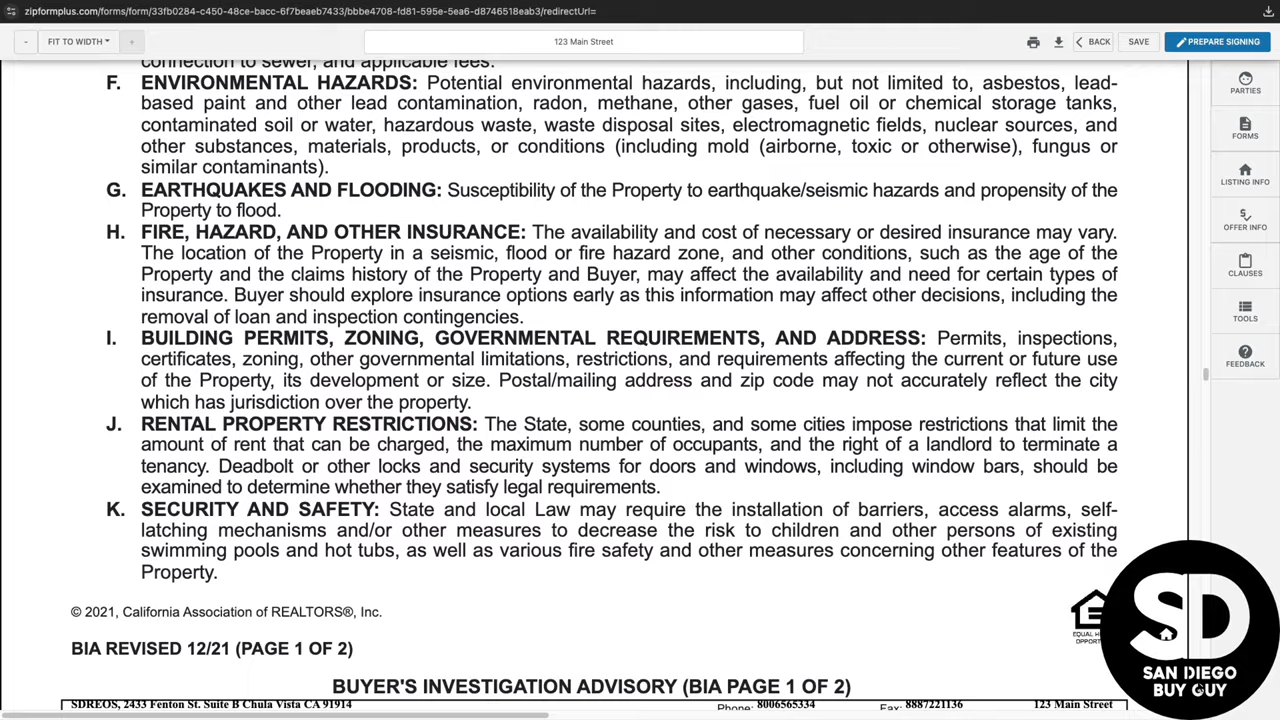 zipformplus.com/forms/form/33fb0284-c450-48ce-bacc-6f7beaeb7433/bbbe4708-fd81-595e-5ea6-d8746518eab3/redirectUrl=
- FIT TO WIDTH + 123 Main Street BACK SAVE PREPARE SIGNING
connection to sewer, and applicable fees.
F. ENVIRONMENTAL HAZARDS: Potential environmental hazards, including, but not limited to, asbestos, lead-
based paint and other lead contamination, radon, methane, other gases, fuel oil or chemical storage tanks,
contaminated soil or water, hazardous waste, waste disposal sites, electromagnetic fields, nuclear sources, and
other substances, materials, products, or conditions (including mold (airborne, toxic or otherwise), fungus or
similar contaminants).
G. EARTHQUAKES AND FLOODING: Susceptibility of the Property to earthquake/seismic hazards and propensity of the
Property to flood.
H. FIRE, HAZARD, AND OTHER INSURANCE: The availability and cost of necessary or desired insurance may vary.
The location of the Property in a seismic, flood or fire hazard zone, and other conditions, such as the age of the
Property and the claims history of the Property and Buyer, may affect the availability and need for certain types of
insurance. Buyer should explore insurance options early as this information may affect other decisions, including the
removal of loan and inspection contingencies.
I. BUILDING PERMITS, ZONING, GOVERNMENTAL REQUIREMENTS, AND ADDRESS: Permits, inspections,
certificates, zoning, other governmental limitations, restrictions, and requirements affecting the current or future use
of the Property, its development or size. Postal/mailing address and zip code may not accurately reflect the city
which has jurisdiction over the property.
J. RENTAL PROPERTY RESTRICTIONS: The State, some counties, and some cities impose restrictions that limit the
amount of rent that can be charged, the maximum number of occupants, and the right of a landlord to terminate a
tenancy. Deadbolt or other locks and security systems for doors and windows, including window bars, should be
examined to determine whether they satisfy legal requirements.
K. SECURITY AND SAFETY: State and local Law may require the installation of barriers, access alarms, self-
latching mechanisms and/or other measures to decrease the risk to children and other persons of existing
swimming pools and hot tubs, as well as various fire safety and other measures concerning other features of the
Property.
© 2021, California Association of REALTORS®, Inc.
BIA REVISED 12/21 (PAGE 1 OF 2)
BUYER'S INVESTIGATION ADVISORY (BIA PAGE 1 OF 2)
SDREOS, 2433 Fenton St. Suite B Chula Vista CA 91914 Phone: 8006565334 Fax: 8887221136 123 Main Street
PARTIES
FORMS
LISTING INFO
OFFER INFO
CLAUSES
TOOLS
FEEDBACK
EQUAL
SD
SAN DIEGO
BUY GUY